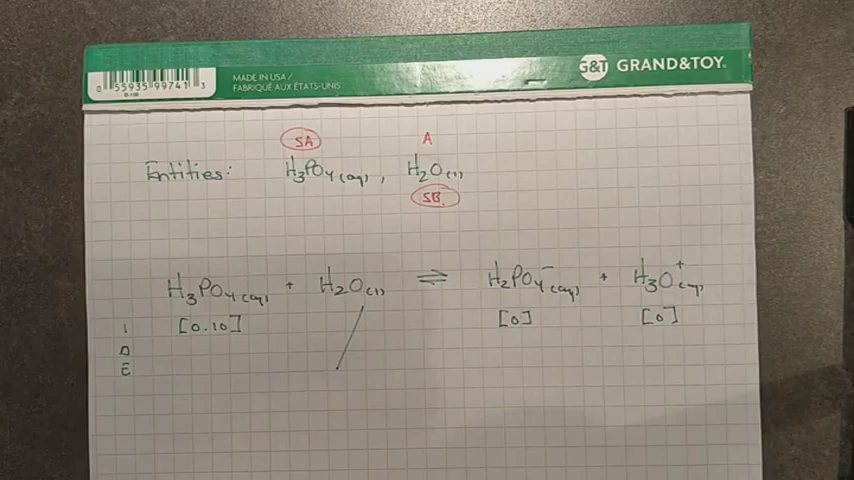 0 55935 99741 3
D-138
MADE IN USA /
FABRIQUÉ AUX ÉTATS-UNIS
G&T GRAND&TOY.
SA A
Entities: H₃PO₄(aq), H₂O(l)
SB
H₃PO₄(aq) + H₂O(l) ⇌ H₂PO₄⁻(aq) + H₃O⁺(aq)
I [0.10] [0] [0]
Δ
E